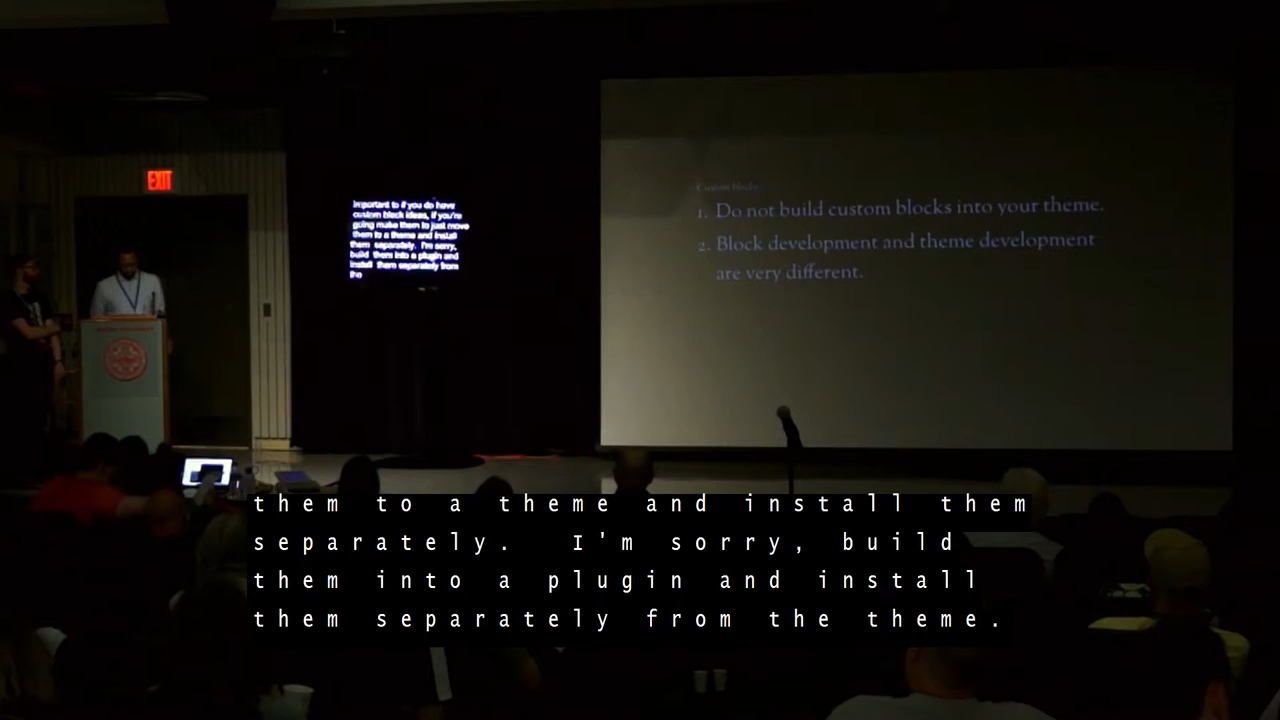 EXIT
important to if you do have
custom block ideas, if you're
going make them to just move
them to a theme and install
them separately. I'm sorry,
build them into a plugin and
install them separately from
the
Custom blocks
1. Do not build custom blocks into your theme.
2. Block development and theme development
are very different.
them to a theme and install them
separately. I'm sorry, build
them into a plugin and install
them separately from the theme.